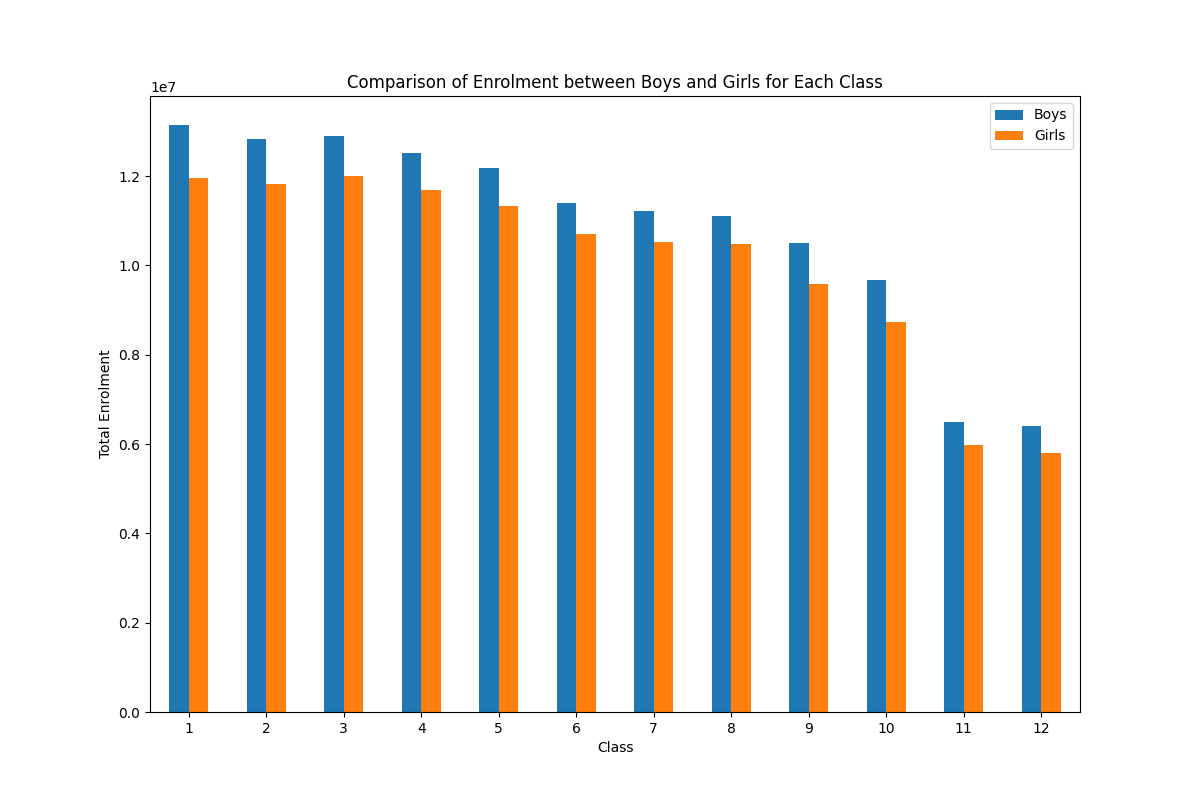 Comparison of Enrolment between Boys and Girls for Each Class
1e7
Boys
Girls
1.2
1.0
0.8
0.6
0.4
0.2
0.0
Total Enrolment
1 2 3 4 5 6 7 8 9 10 11 12
Class